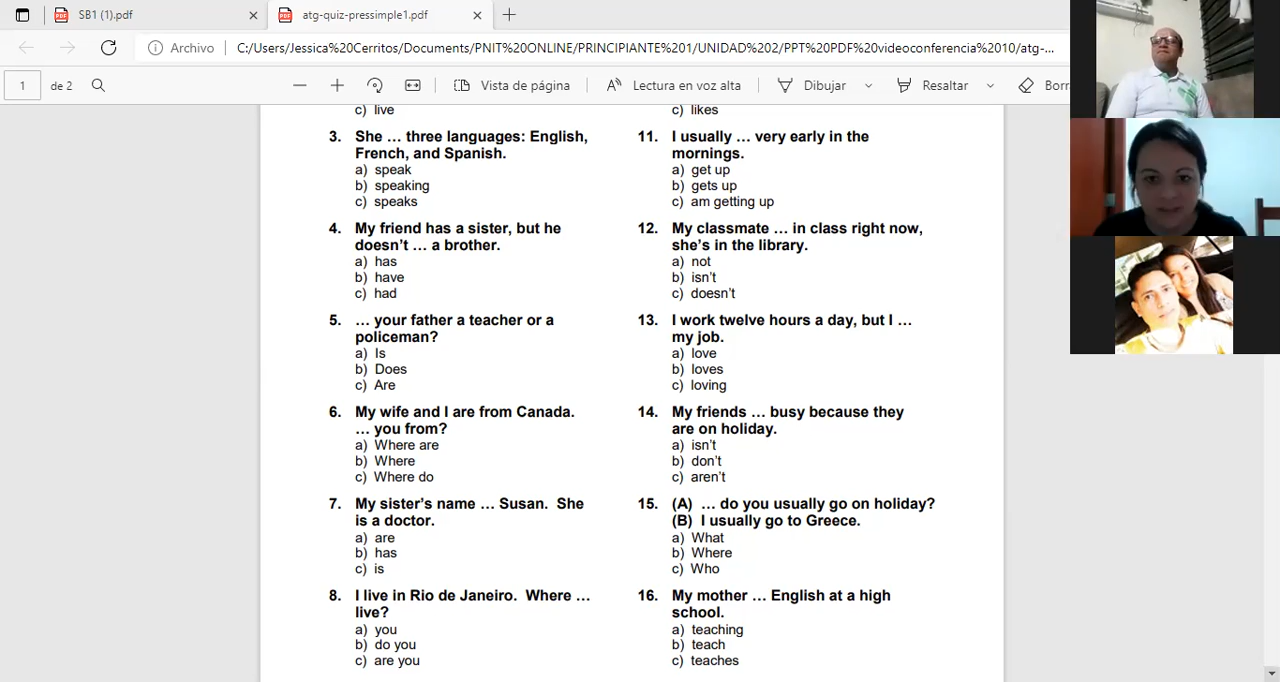 SB1 (1).pdf
atg-quiz-pressimple1.pdf
Archivo
C:/Users/Jessica%20Cerritos/Documents/PNIT%20ONLINE/PRINCIPIANTE%201/UNIDAD%202/PPT%20PDF%20videoconferencia%2010/atg-...
1 de 2
Vista de página
Lectura en voz alta
Dibujar
Resaltar
Borr
c) live
3. She … three languages: English,
French, and Spanish.
a) speak
b) speaking
c) speaks
4. My friend has a sister, but he
doesn’t … a brother.
a) has
b) have
c) had
5. … your father a teacher or a
policeman?
a) Is
b) Does
c) Are
6. My wife and I are from Canada.
… you from?
a) Where are
b) Where
c) Where do
7. My sister’s name … Susan. She
is a doctor.
a) are
b) has
c) is
8. I live in Rio de Janeiro. Where …
live?
a) you
b) do you
c) are you
c) likes
11. I usually … very early in the
mornings.
a) get up
b) gets up
c) am getting up
12. My classmate … in class right now,
she’s in the library.
a) not
b) isn’t
c) doesn’t
13. I work twelve hours a day, but I …
my job.
a) love
b) loves
c) loving
14. My friends … busy because they
are on holiday.
a) isn’t
b) don’t
c) aren’t
15. (A) … do you usually go on holiday?
(B) I usually go to Greece.
a) What
b) Where
c) Who
16. My mother … English at a high
school.
a) teaching
b) teach
c) teaches